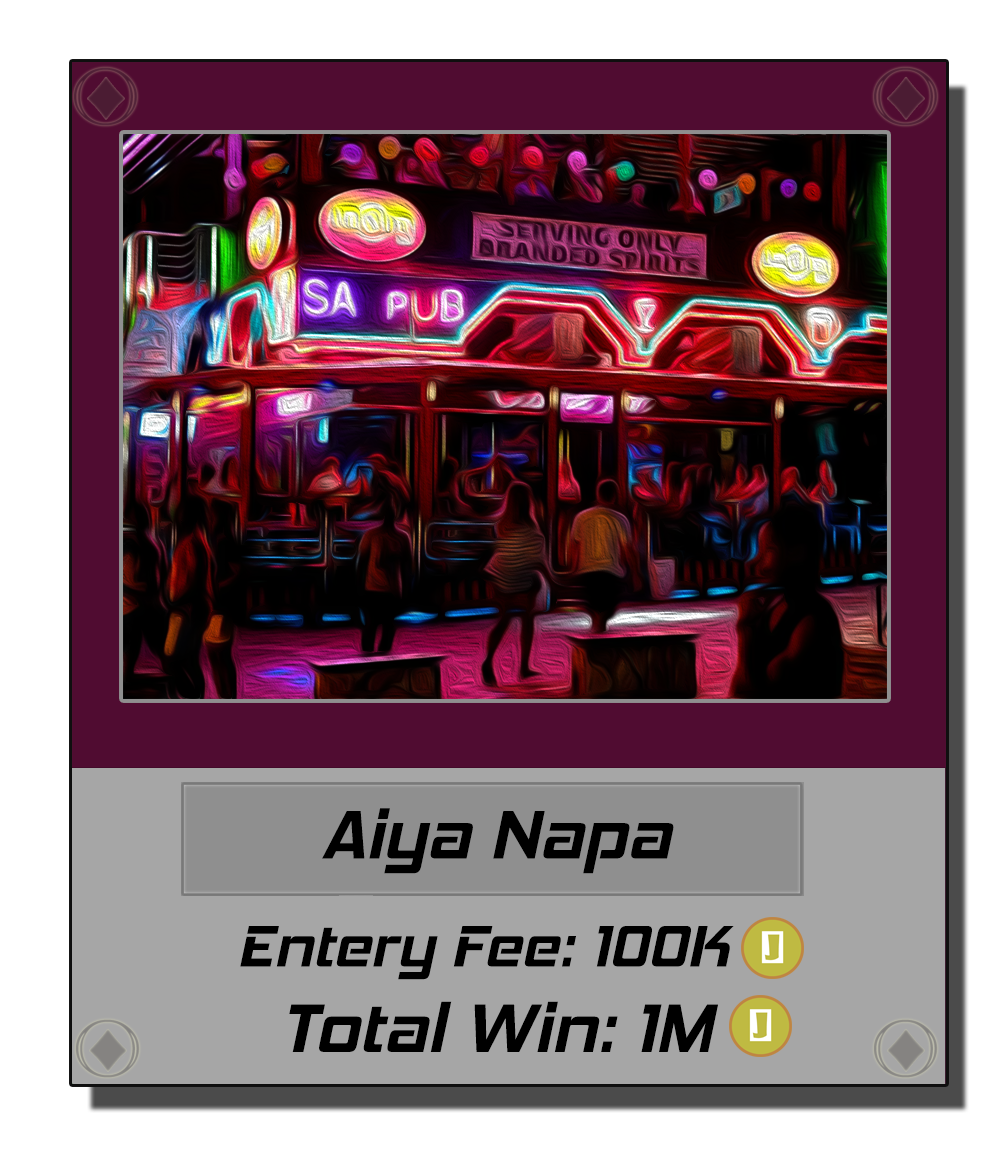 SERVING ONLY
BRANDED SPIRITS
SA PUB
Aiya Napa
Entery Fee: 100K J
Total Win: 1M J